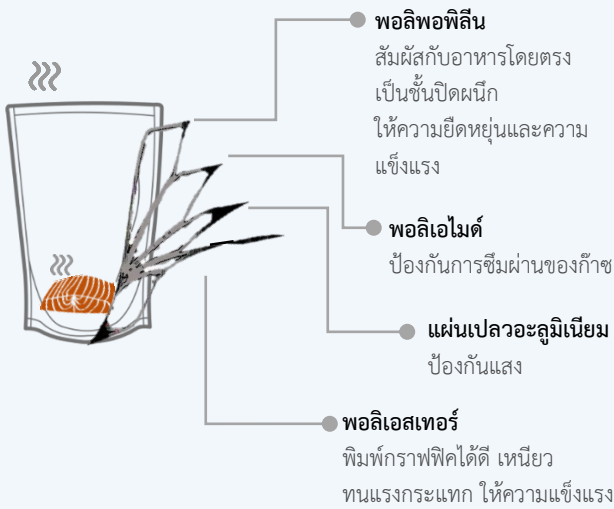 พอลิพอพิลีน
สัมผัสกับอาหารโดยตรง
เป็นชั้นปิดผนึก
ให้ความยืดหยุ่นและความ
แข็งแรง
พอลิเอไมด์
ป้องกันการซึมผ่านของก๊าซ
แผ่นเปลวอะลูมิเนียม
ป้องกันแสง
พอลิเอสเทอร์
พิมพ์กราฟฟิคได้ดี เหนียว
ทนแรงกระแทก ให้ความแข็งแรง